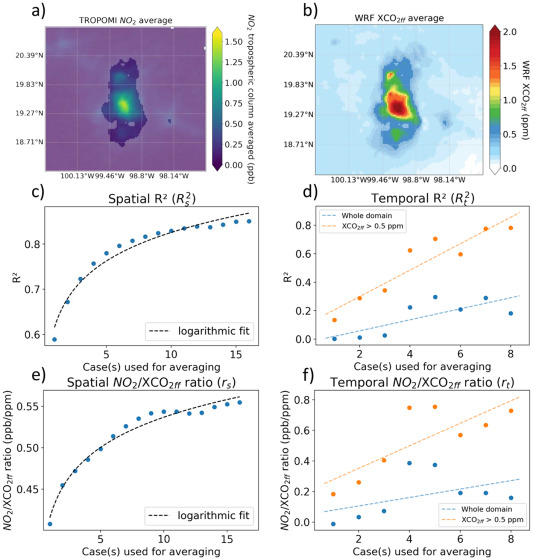 a)
TROPOMI NO2 average
20.39°N
19.83°N
19.27°N
18.71°N
100.13°W 99.46°W 98.8°W 98.14°W
1.50
1.25
1.00
0.75
0.50
0.25
0.00
NO2 tropospheric
column averaged (ppb)
b)
WRF XCO2ff average
20.39°N
19.83°N
19.27°N
18.71°N
100.13°W 99.46°W 98.8°W 98.14°W
2.0
1.5
1.0
0.5
0.0
WRF XCO2ff (ppm)
c)
Spatial R² (R²s)
R²
0.8
0.7
0.6
logarithmic fit
0 5 10 15
Case(s) used for averaging
d)
Temporal R² (R²t)
Whole domain
XCO2ff > 0.5 ppm
R²
0.8
0.6
0.4
0.2
0.0
2 4 6 8
Case(s) used for averaging
e)
Spatial NO2/XCO2ff ratio (rs)
NO2/XCO2ff ratio (ppb/ppm)
0.55
0.50
0.45
logarithmic fit
0 5 10 15
Case(s) used for averaging
f)
Temporal NO2/XCO2ff ratio (rt)
NO2/XCO2ff ratio (ppb/ppm)
0.8
0.6
0.4
0.2
0.0
Whole domain
XCO2ff > 0.5 ppm
2 4 6 8
Case(s) used for averaging